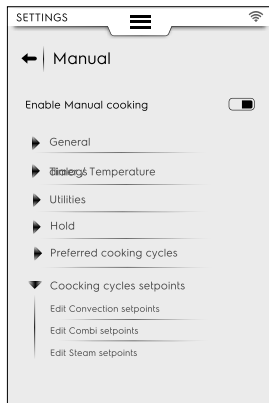 SETTINGS
Manual
Enable Manual cooking
General
Temperature
Utilities
Hold
Preferred cooking cycles
Coocking cycles setpoints
Edit Convection setpoints
Edit Combi setpoints
Edit Steam setpoints